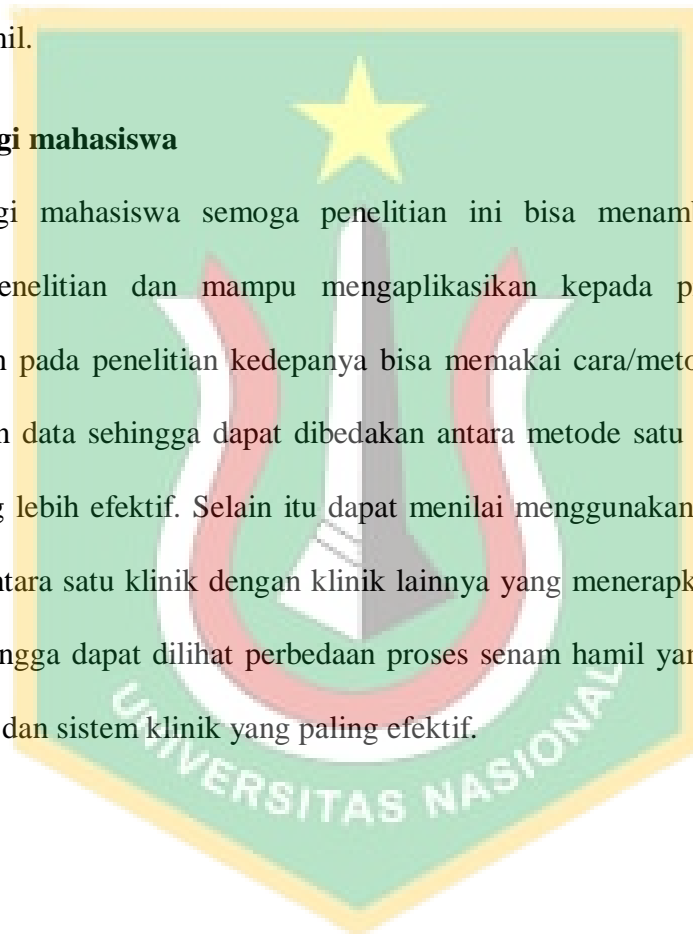 nil.
gi mahasiswa
gi mahasiswa semoga penelitian ini bisa menamb
enelitian dan mampu mengaplikasikan kepada p
n pada penelitian kedepanya bisa memakai cara/meto
n data sehingga dapat dibedakan antara metode satu
g lebih efektif. Selain itu dapat menilai menggunakan
ntara satu klinik dengan klinik lainnya yang menerapk
ngga dapat dilihat perbedaan proses senam hamil yan
dan sistem klinik yang paling efektif.
UNIVERSITAS NASIONAL